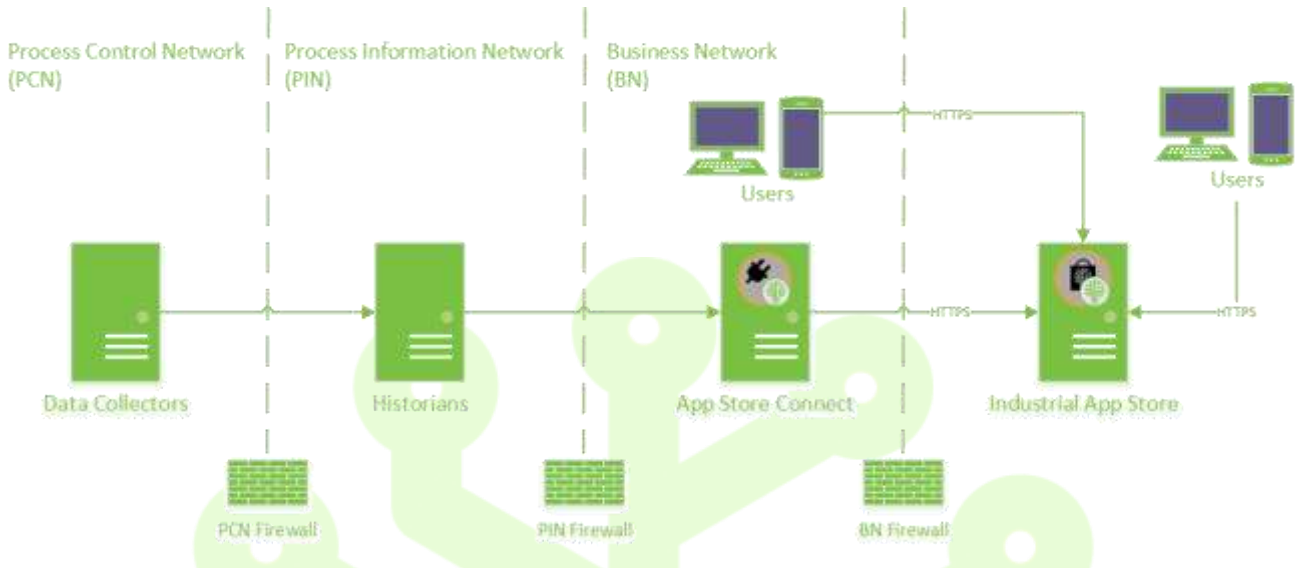 Process Control Network
(PCN)
Process Information Network
(PIN)
Business Network
(BN)
HTTPS
Users
Users
HTTPS
HTTPS
Data Collectors
Historians
App Store Connect
Industrial App Store
PCN Firewall
PIN Firewall
BN Firewall